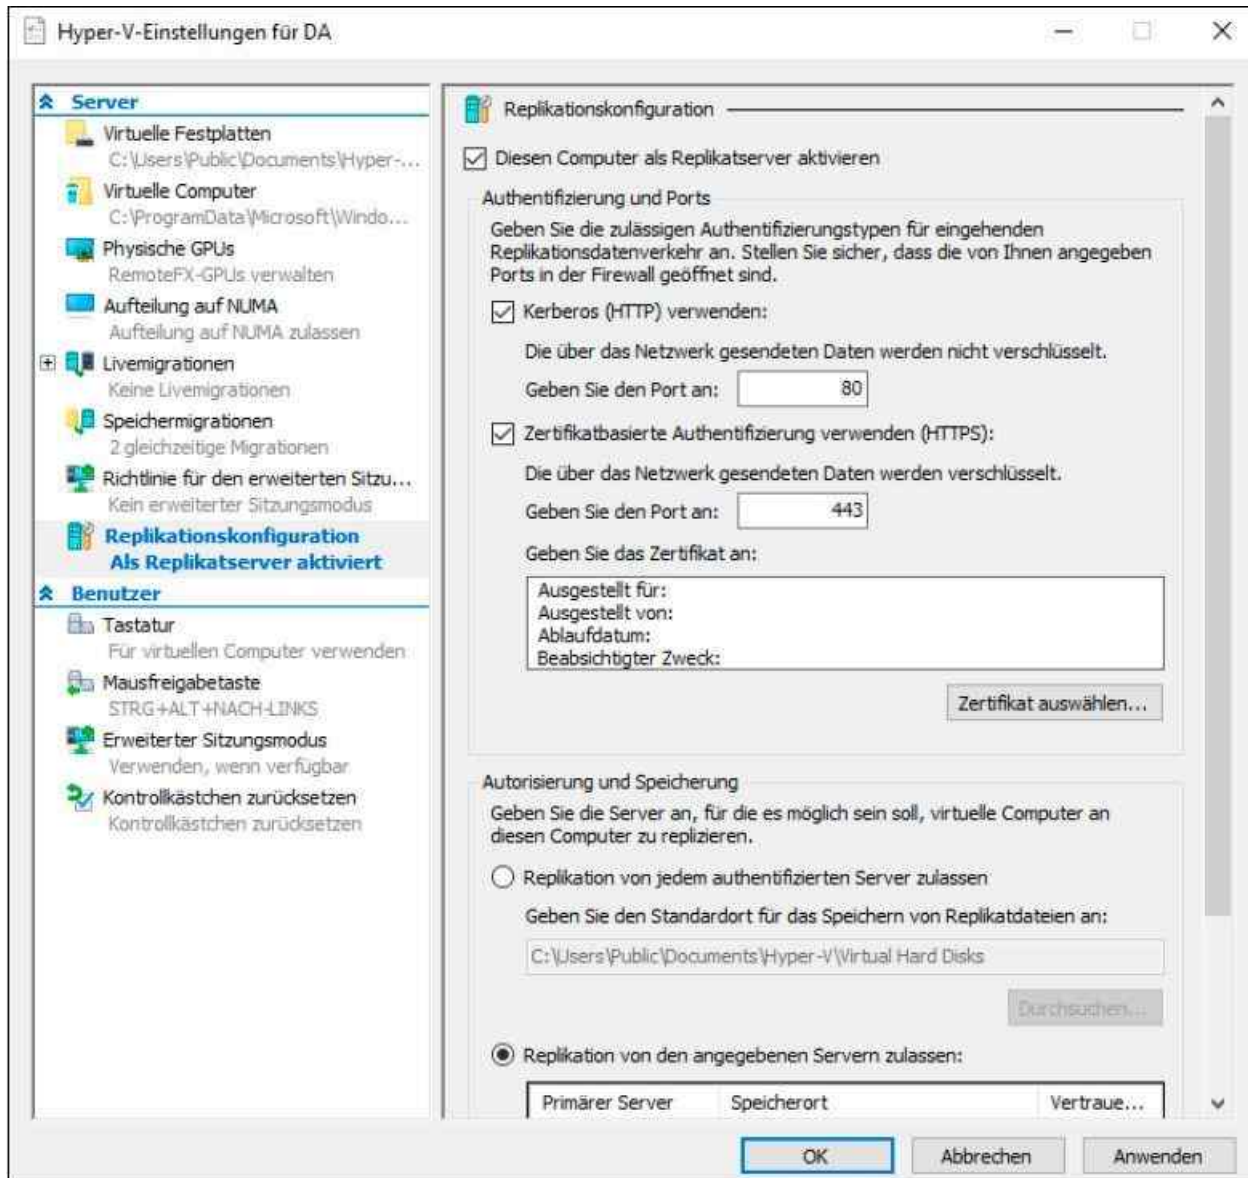 Hyper-V-Einstellungen für DA
Server
Virtuelle Festplatten
C:\Users\Public\Documents\Hyper-...
Virtuelle Computer
C:\ProgramData\Microsoft\Windo...
Physische GPUs
RemoteFX-GPUs verwalten
Aufteilung auf NUMA
Aufteilung auf NUMA zulassen
Livemigrationen
Keine Livemigrationen
Speichermigrationen
2 gleichzeitige Migrationen
Richtlinie für den erweiterten Sitzu...
Kein erweiterter Sitzungsmodus
Replikationskonfiguration
Als Replikatserver aktiviert
Benutzer
Tastatur
Für virtuellen Computer verwenden
Mausfreigabetaste
STRG+ALT+NACH-LINKS
Erweiterter Sitzungsmodus
Verwenden, wenn verfügbar
Kontrollkästchen zurücksetzen
Kontrollkästchen zurücksetzen
Replikationskonfiguration
Diesen Computer als Replikatserver aktivieren
Authentifizierung und Ports
Geben Sie die zulässigen Authentifizierungstypen für eingehenden
Replikationsdatenverkehr an. Stellen Sie sicher, dass die von Ihnen angegeben
Ports in der Firewall geöffnet sind.
Kerberos (HTTP) verwenden:
Die über das Netzwerk gesendeten Daten werden nicht verschlüsselt.
Geben Sie den Port an: 80
Zertifikatbasierte Authentifizierung verwenden (HTTPS):
Die über das Netzwerk gesendeten Daten werden verschlüsselt.
Geben Sie den Port an: 443
Geben Sie das Zertifikat an:
Ausgestellt für:
Ausgestellt von:
Ablaufdatum:
Beabsichtigter Zweck:
Zertifikat auswählen...
Autorisierung und Speicherung
Geben Sie die Server an, für die es möglich sein soll, virtuelle Computer an
diesen Computer zu replizieren.
Replikation von jedem authentifizierten Server zulassen
Geben Sie den Standardort für das Speichern von Replikatdateien an:
C:\Users\Public\Documents\Hyper-V\Virtual Hard Disks
Durchsuchen...
Replikation von den angegebenen Servern zulassen:
Primärer Server Speicherort Vertraue...
OK Abbrechen Anwenden